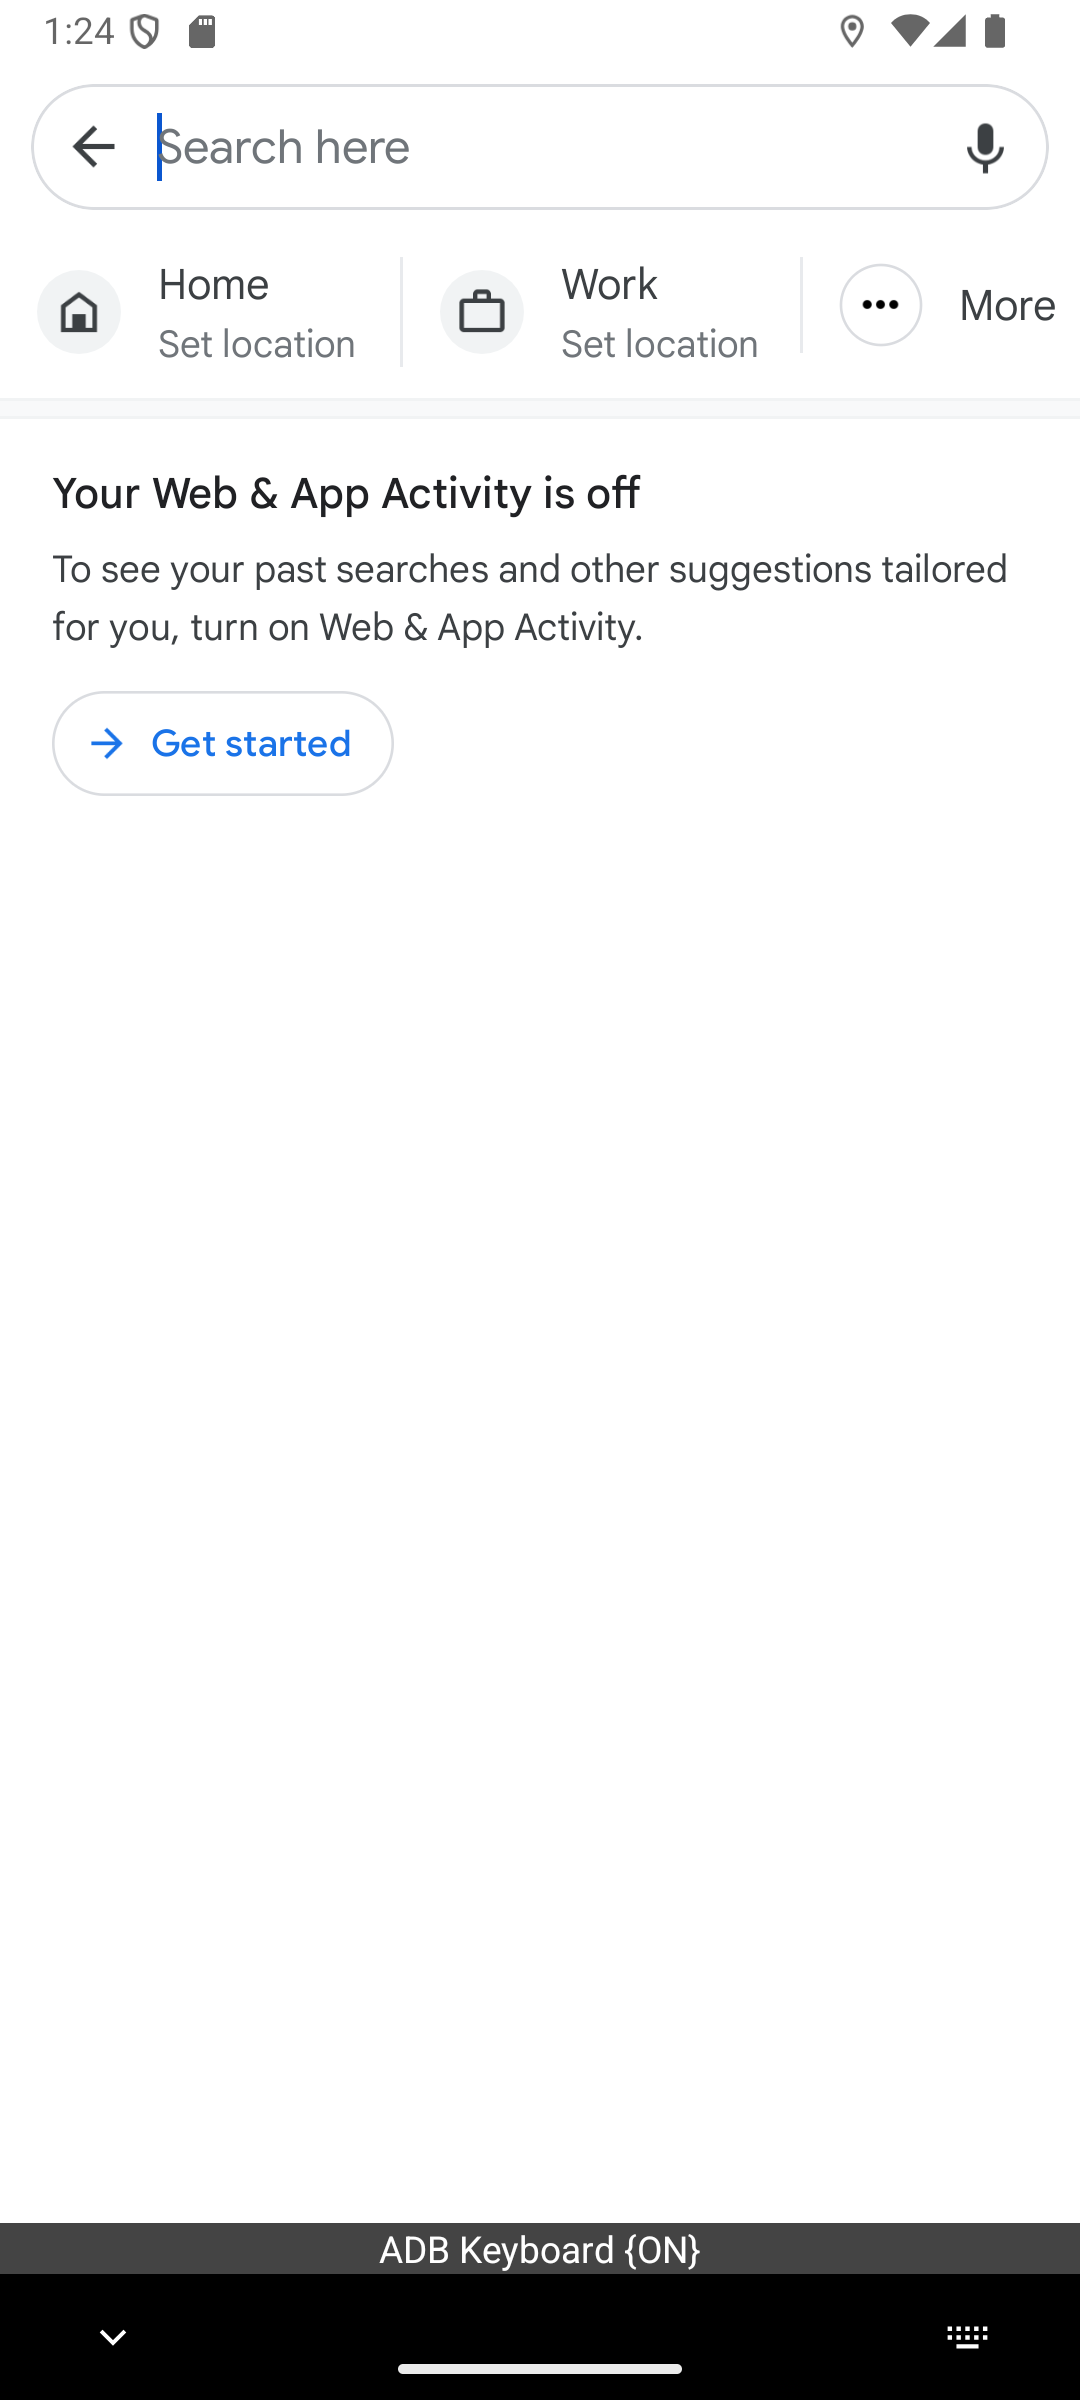 1:24
Search here
Home
Set location
Work
Set location
More
Your Web & App Activity is off
To see your past searches and other suggestions tailored
for you, turn on Web & App Activity.
Get started
ADB Keyboard {ON}